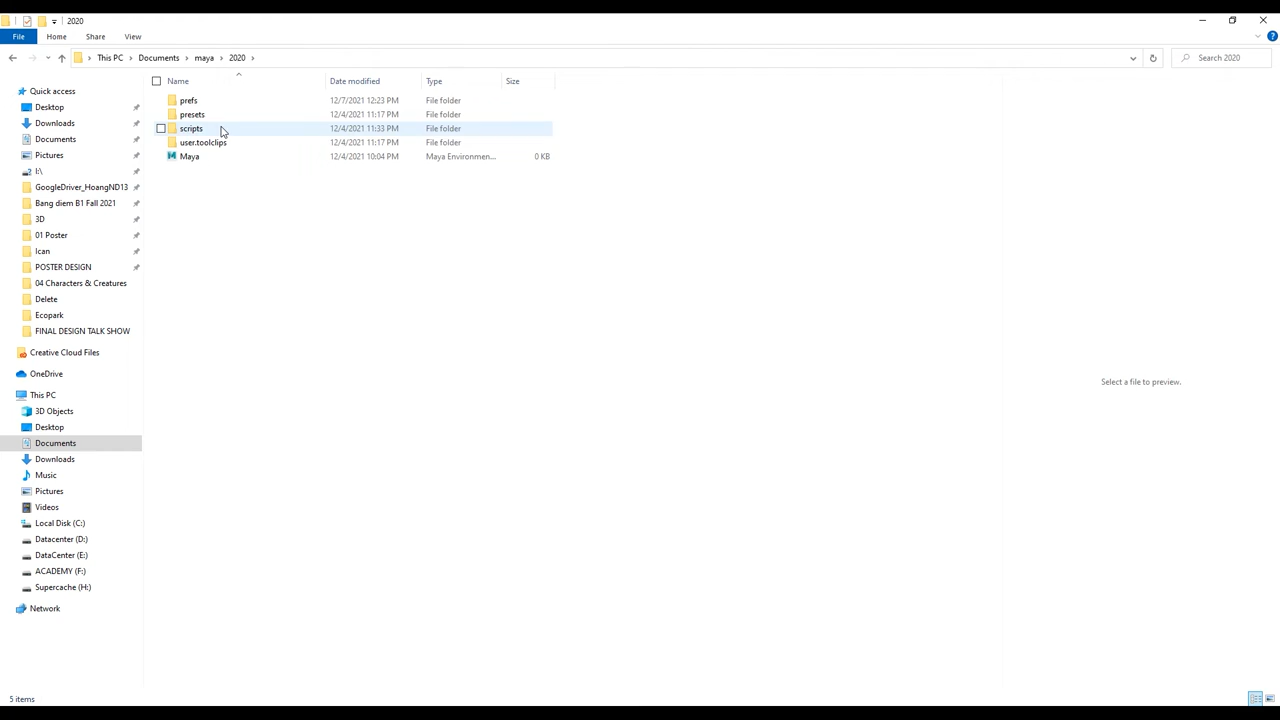 2020
File
Home
Share
View
This PC
Documents
maya
2020
Search 2020
Name
Date modified
Type
Size
prefs
12/7/2021 12:23 PM
File folder
presets
12/4/2021 11:17 PM
File folder
scripts
12/4/2021 11:33 PM
File folder
user.toolclips
12/4/2021 11:17 PM
File folder
Maya
12/4/2021 10:04 PM
Maya Environmen...
0 KB
Quick access
Desktop
Downloads
Documents
Pictures
I:\
GoogleDriver_HoangND13
Bang diem B1 Fall 2021
3D
01 Poster
Ican
POSTER DESIGN
04 Characters & Creatures
Delete
Ecopark
FINAL DESIGN TALK SHOW
Creative Cloud Files
OneDrive
This PC
3D Objects
Desktop
Documents
Downloads
Music
Pictures
Videos
Local Disk (C:)
Datacenter (D:)
DataCenter (E:)
ACADEMY (F:)
Supercache (H:)
Network
Select a file to preview.
5 items